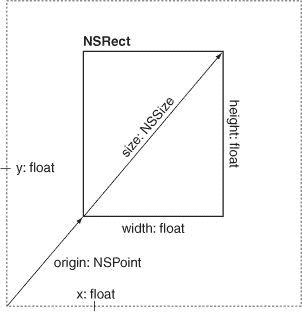 NSRect
size: NSSize
height: float
y: float
width: float
origin: NSPoint
x: float